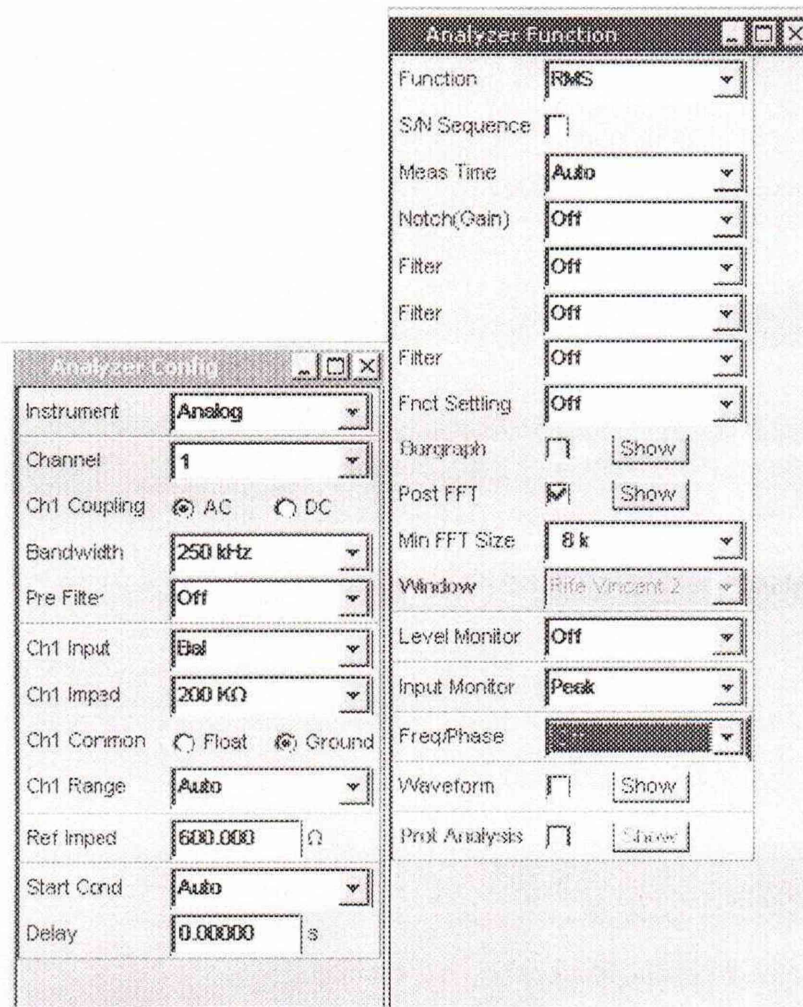 Analyzer Function
Function RMS
S/N Sequence
Meas Time Auto
Notch(Gain) Off
Filter Off
Filter Off
Filter Off
Fnct Settling Off
Bargraph Show
Post FFT Show
Min FFT Size 8 k
Window Rife Vincent 2
Level Monitor Off
Input Monitor Peak
Freq/Phase
Waveform Show
Prot Analysis Show
Analyzer Config
Instrument Analog
Channel 1
Ch1 Coupling AC DC
Bandwidth 250 kHz
Pre Filter Off
Ch1 Input Bal
Ch1 Imped 200 KΩ
Ch1 Common Float Ground
Ch1 Range Auto
Ref Imped 600.000 Ω
Start Cond Auto
Delay 0.00000 s